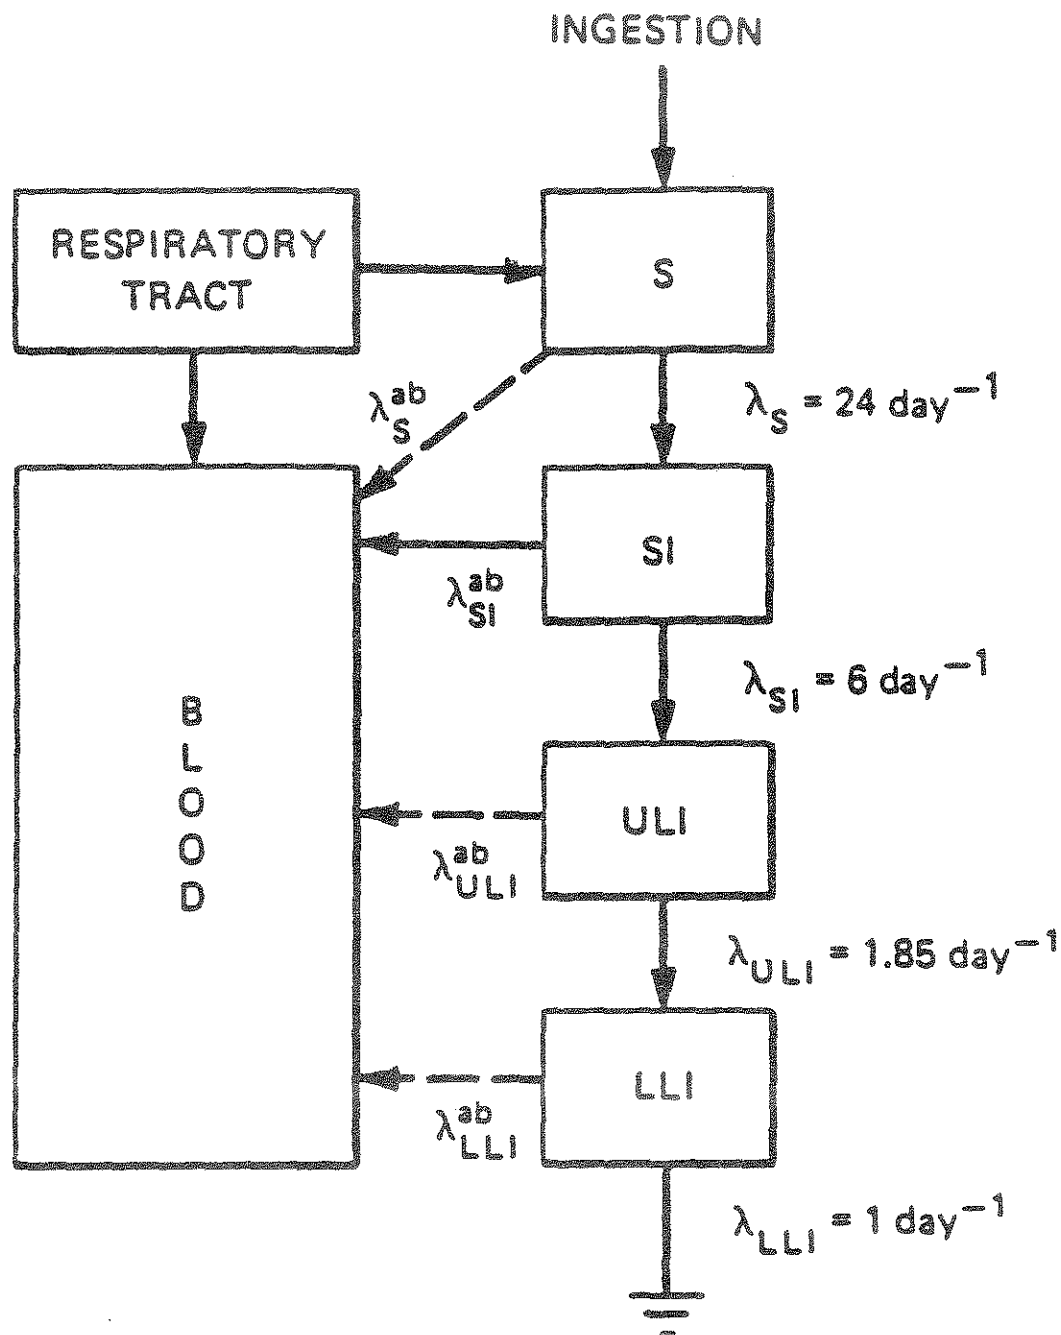 INGESTION
RESPIRATORY
TRACT
S
λ_S^ab
λ_S = 24 day⁻¹
SI
λ_SI^ab
λ_SI = 6 day⁻¹
BLOOD
ULI
λ_ULI^ab
λ_ULI = 1.85 day⁻¹
LLI
λ_LLI^ab
λ_LLI = 1 day⁻¹